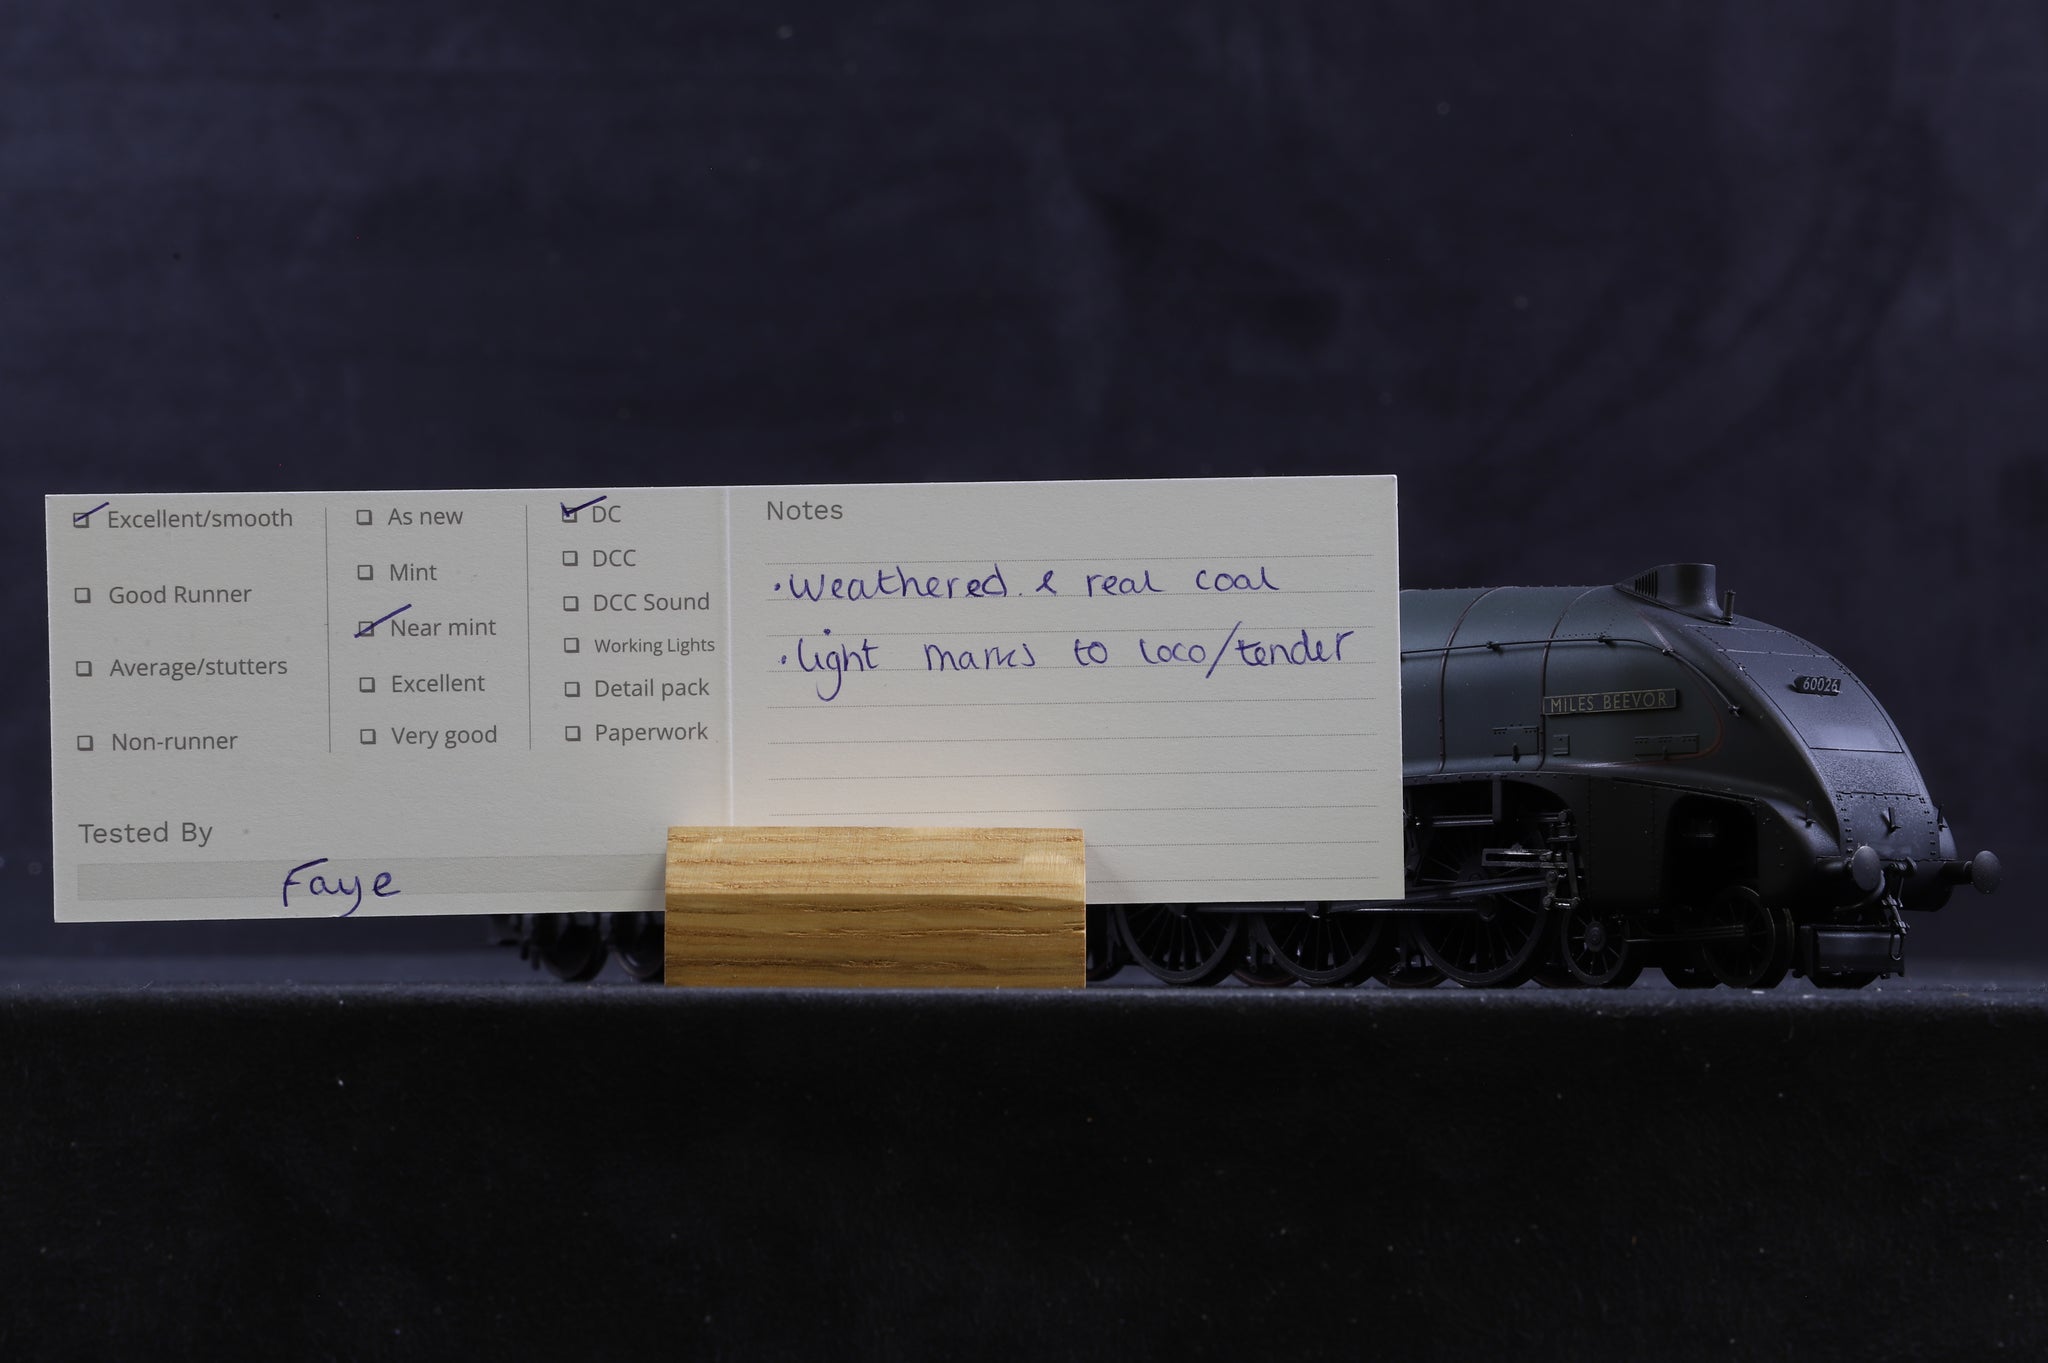 Excellent/smooth
Good Runner
Average/stutters
Non-runner
As new
Mint
Near mint
Excellent
Very good
DC
DCC
DCC Sound
Working Lights
Detail pack
Paperwork
Tested By
Faye
Notes
• Weathered & real coal
• light marks to loco/tender
MILES BEEVOR
60026